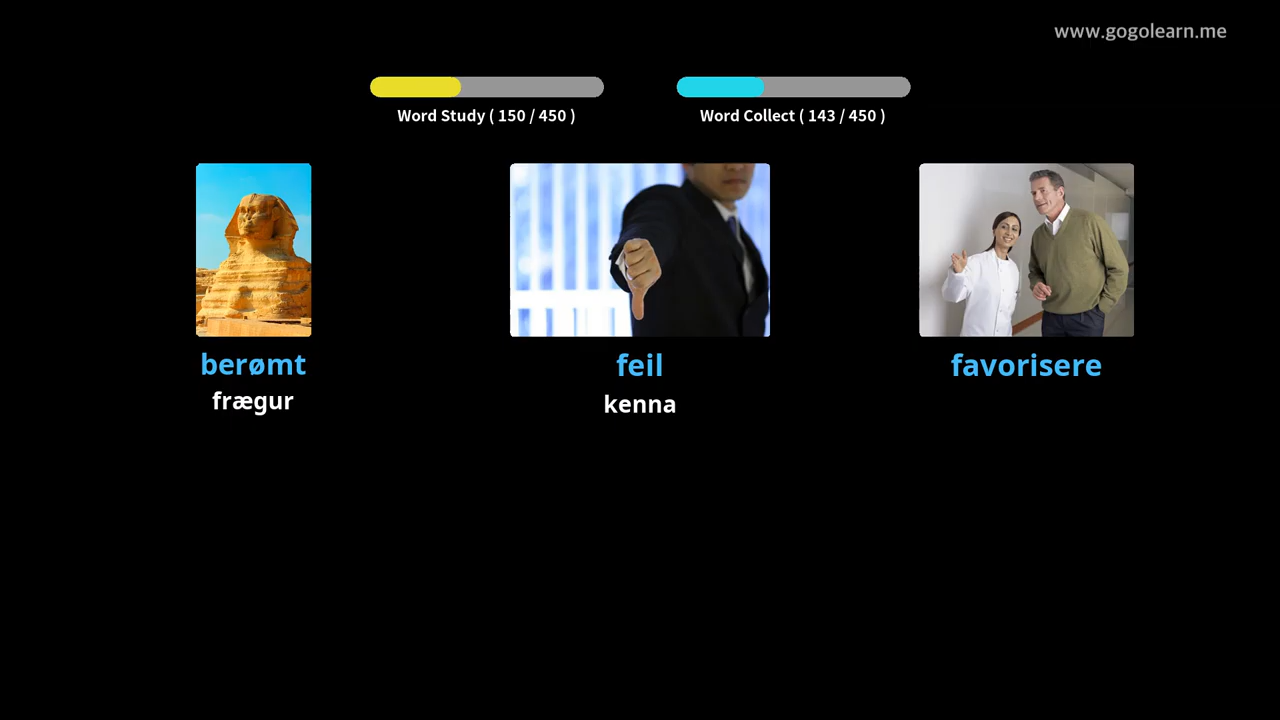 www.gogolearn.me
Word Study ( 150 / 450 )
Word Collect ( 143 / 450 )
berømt
feil
favorisere
frægur
kenna